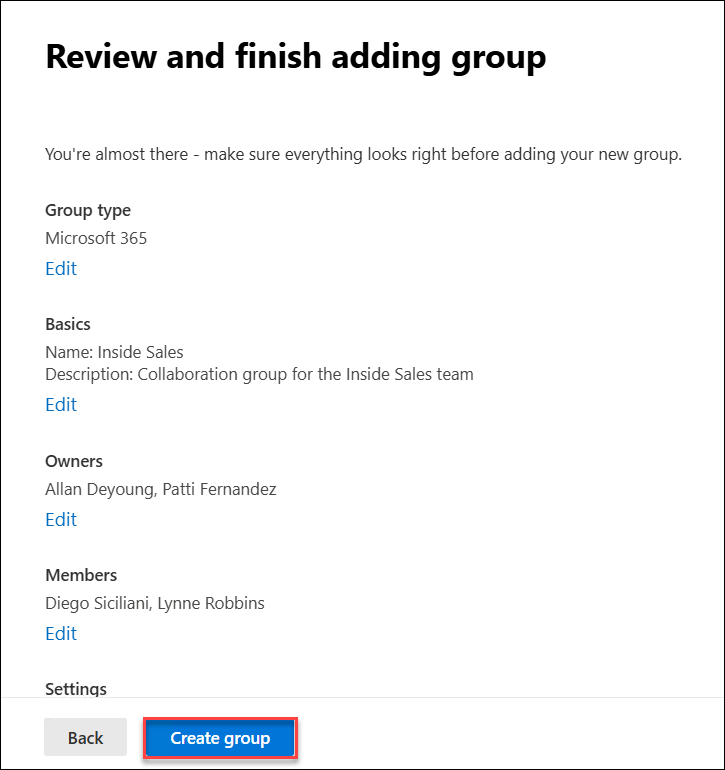 Review and finish adding group
You're almost there - make sure everything looks right before adding your new group.
Group type
Microsoft 365
Edit
Basics
Name: Inside Sales
Description: Collaboration group for the Inside Sales team
Edit
Owners
Allan Deyoung, Patti Fernandez
Edit
Members
Diego Siciliani, Lynne Robbins
Edit
Settings
Back
Create group